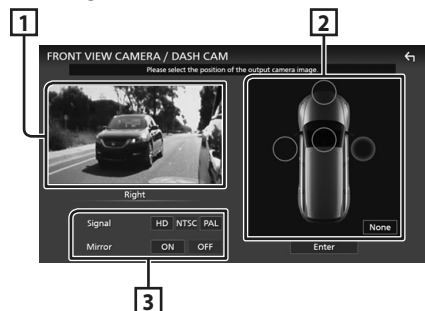 1
2
FRONT VIEW CAMERA / DASH CAM
Please select the position of the output camera image.
Right
Signal HD NTSC PAL
Mirror ON OFF
None
Enter
3